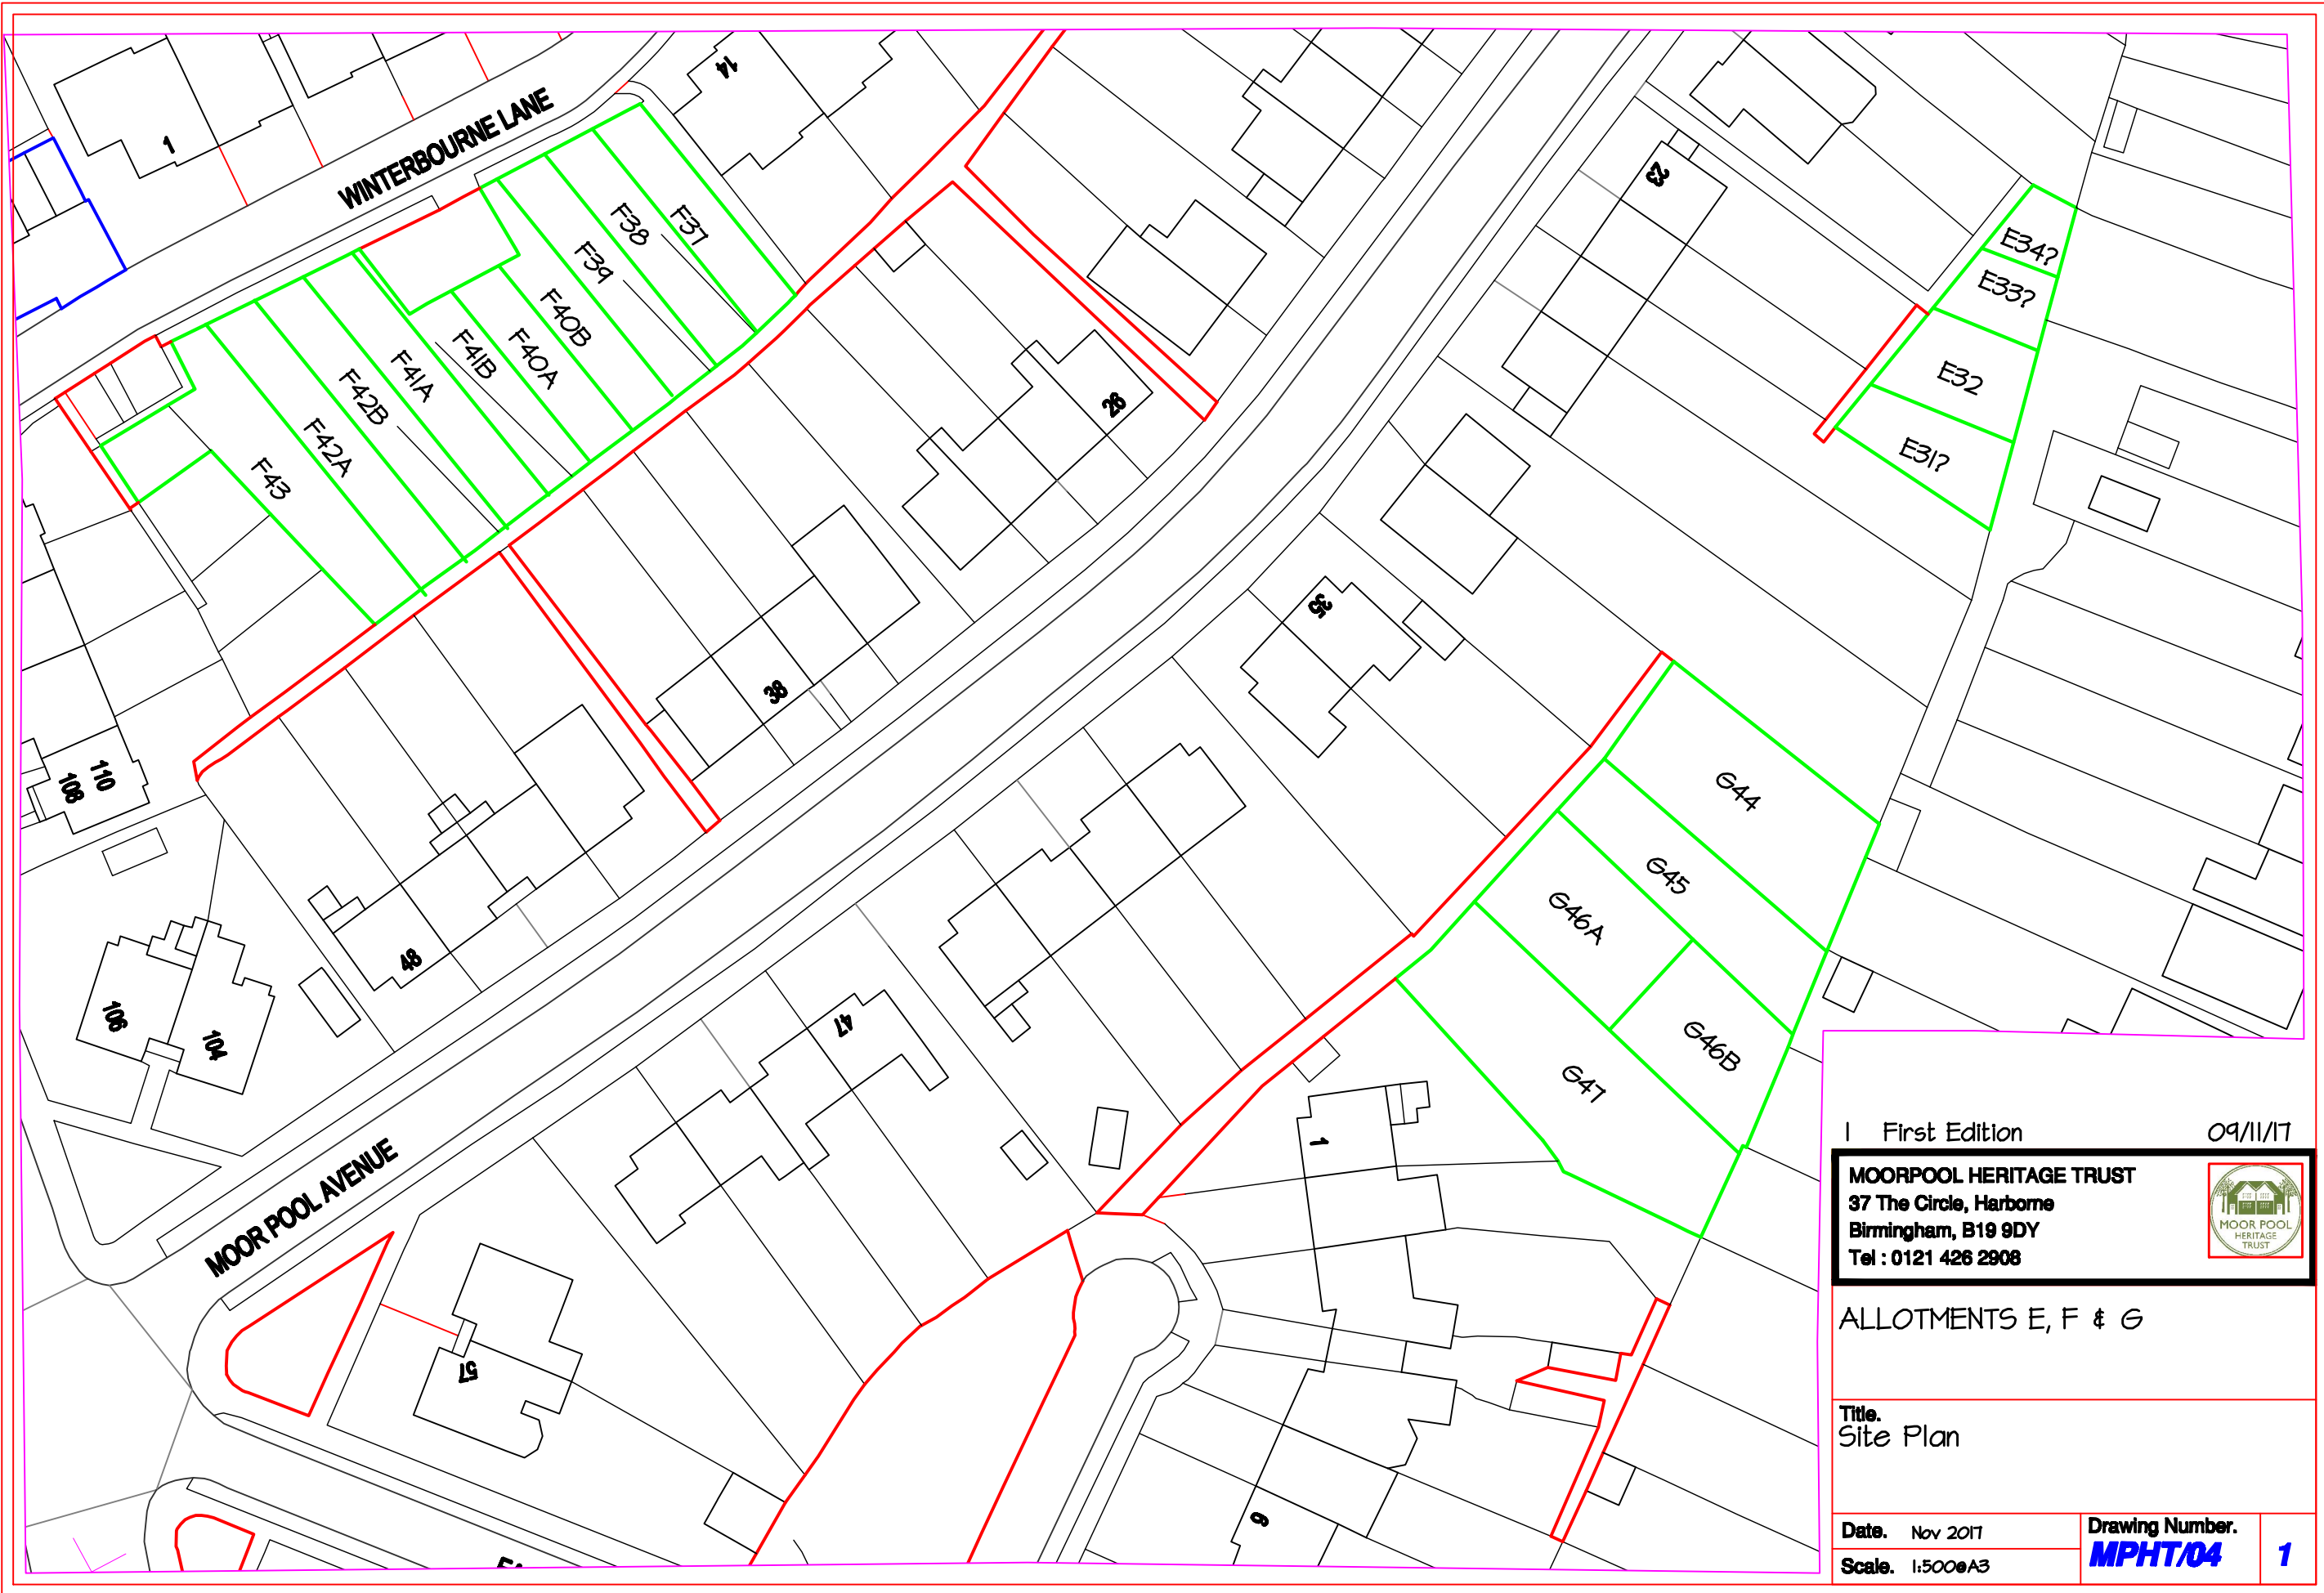 WINTERBOURNE LANE
1
14
F37
F38
F39
F40B
F40A
F41B
F41A
F42B
F42A
F43
23
E34?
E33?
E32
E31?
26
35
38
110
108
48
106
104
47
G44
G45
G46A
G46B
G47
1
MOOR POOL AVENUE
57
9
1 First Edition 09/11/17
MOORPOOL HERITAGE TRUST
37 The Circle, Harborne
Birmingham, B19 9DY
Tel : 0121 426 2908
MOOR POOL
HERITAGE
TRUST
ALLOTMENTS E, F & G
Title.
Site Plan
Date. Nov 2017
Scale. 1:500@A3
Drawing Number.
MPHT/04 1